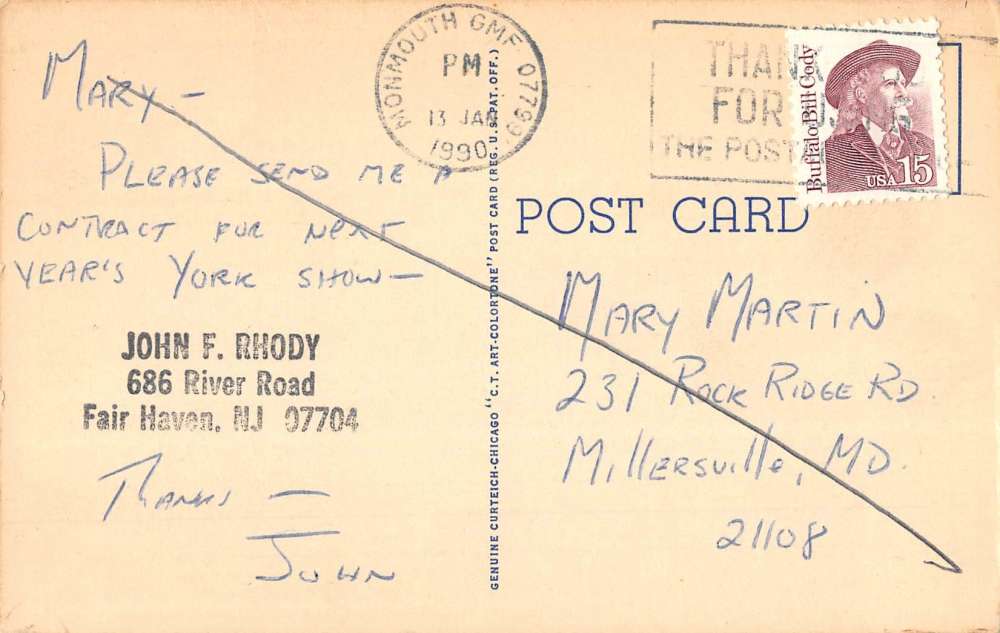 MARY —
PLEASE SEND ME A
CONTRACT FOR NEXT
YEAR'S YORK SHOW —
JOHN F. RHODY
686 River Road
Fair Haven, NJ 07704
THANKS —
JOHN
MONMOUTH GMF 07799
PM
13 JAN
1990
THANK
FOR
THE POST
Buffalo Bill Cody
USA 15
GENUINE CURTEICH-CHICAGO "C.T. ART-COLORTONE" POST CARD (REG. U.S. PAT. OFF.)
POST CARD
MARY MARTIN
231 ROCK RIDGE RD.
Millersville, MD.
21108